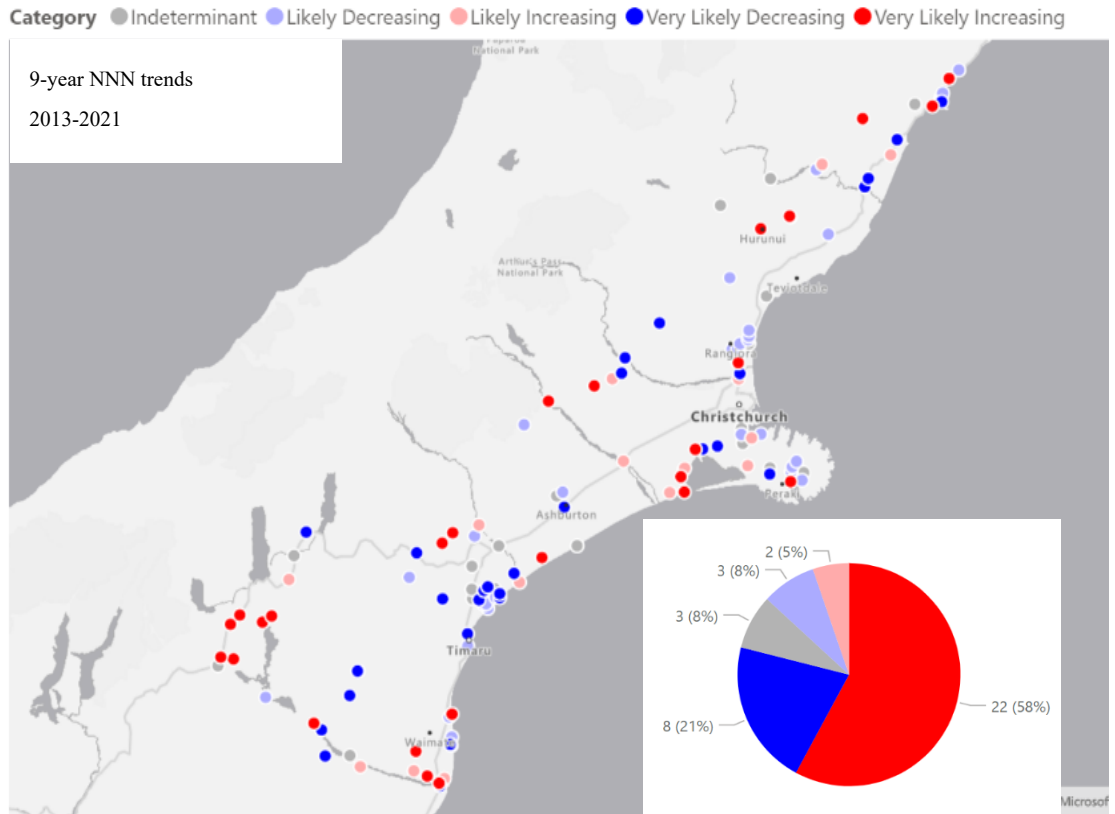 Category Indeterminant Likely Decreasing Likely Increasing Very Likely Decreasing Very Likely Increasing
National Park
9-year NNN trends
2013-2021
Hurunui
Arthur's Pass
National Park
Teviotdale
Rangiora
Christchurch
Peraki
Ashburton
Timaru
Waimate
2 (5%)
3 (8%)
3 (8%)
8 (21%)
22 (58%)
Microsof